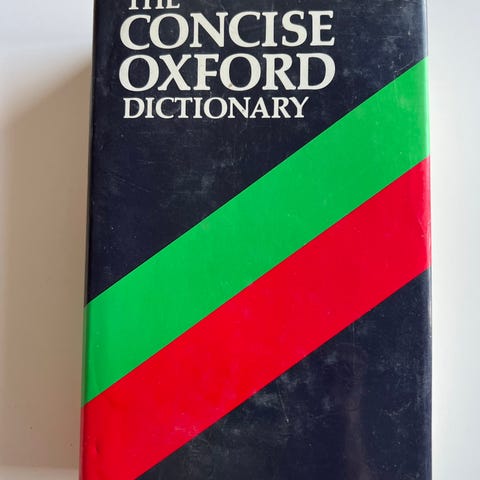 THE
CONCISE
OXFORD
DICTIONARY